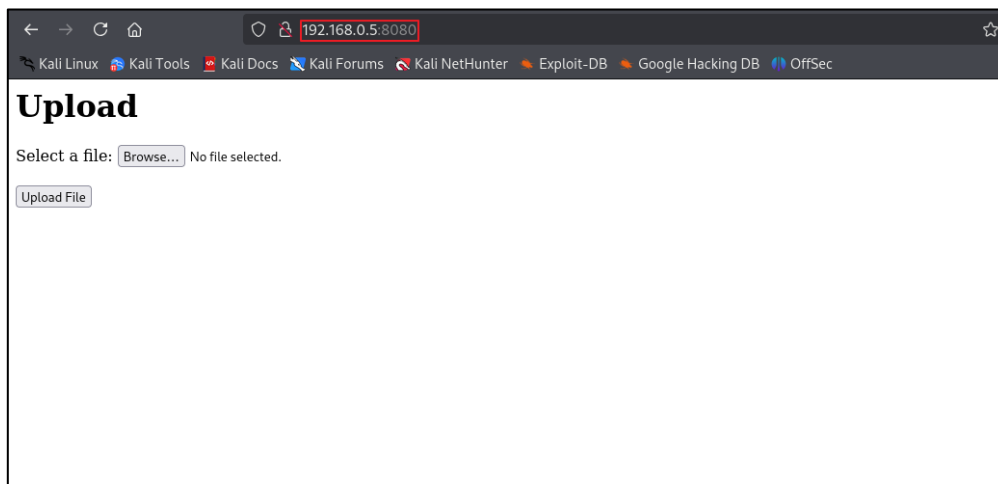 192.168.0.5:8080
Kali Linux Kali Tools Kali Docs Kali Forums Kali NetHunter Exploit-DB Google Hacking DB OffSec
Upload
Select a file: Browse... No file selected.
Upload File